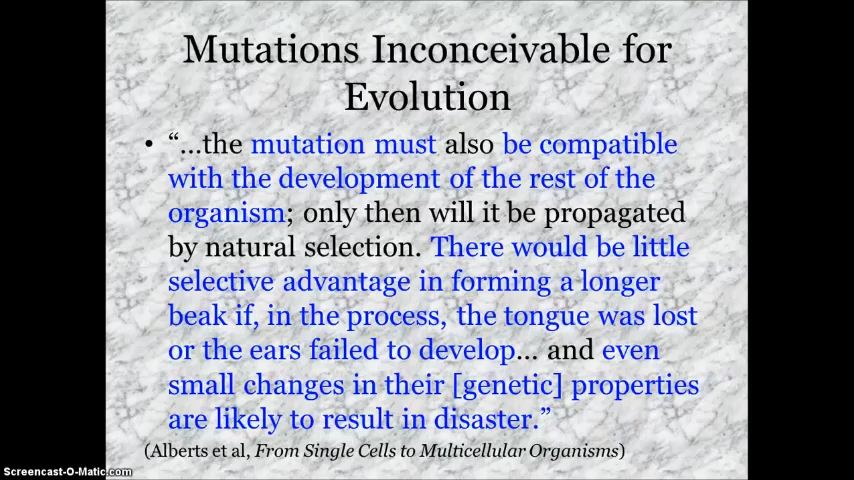 Mutations Inconceivable for
Evolution
• “...the mutation must also be compatible
with the development of the rest of the
organism; only then will it be propagated
by natural selection. There would be little
selective advantage in forming a longer
beak if, in the process, the tongue was lost
or the ears failed to develop... and even
small changes in their [genetic] properties
are likely to result in disaster.”
(Alberts et al, From Single Cells to Multicellular Organisms)
Screencast-O-Matic.com